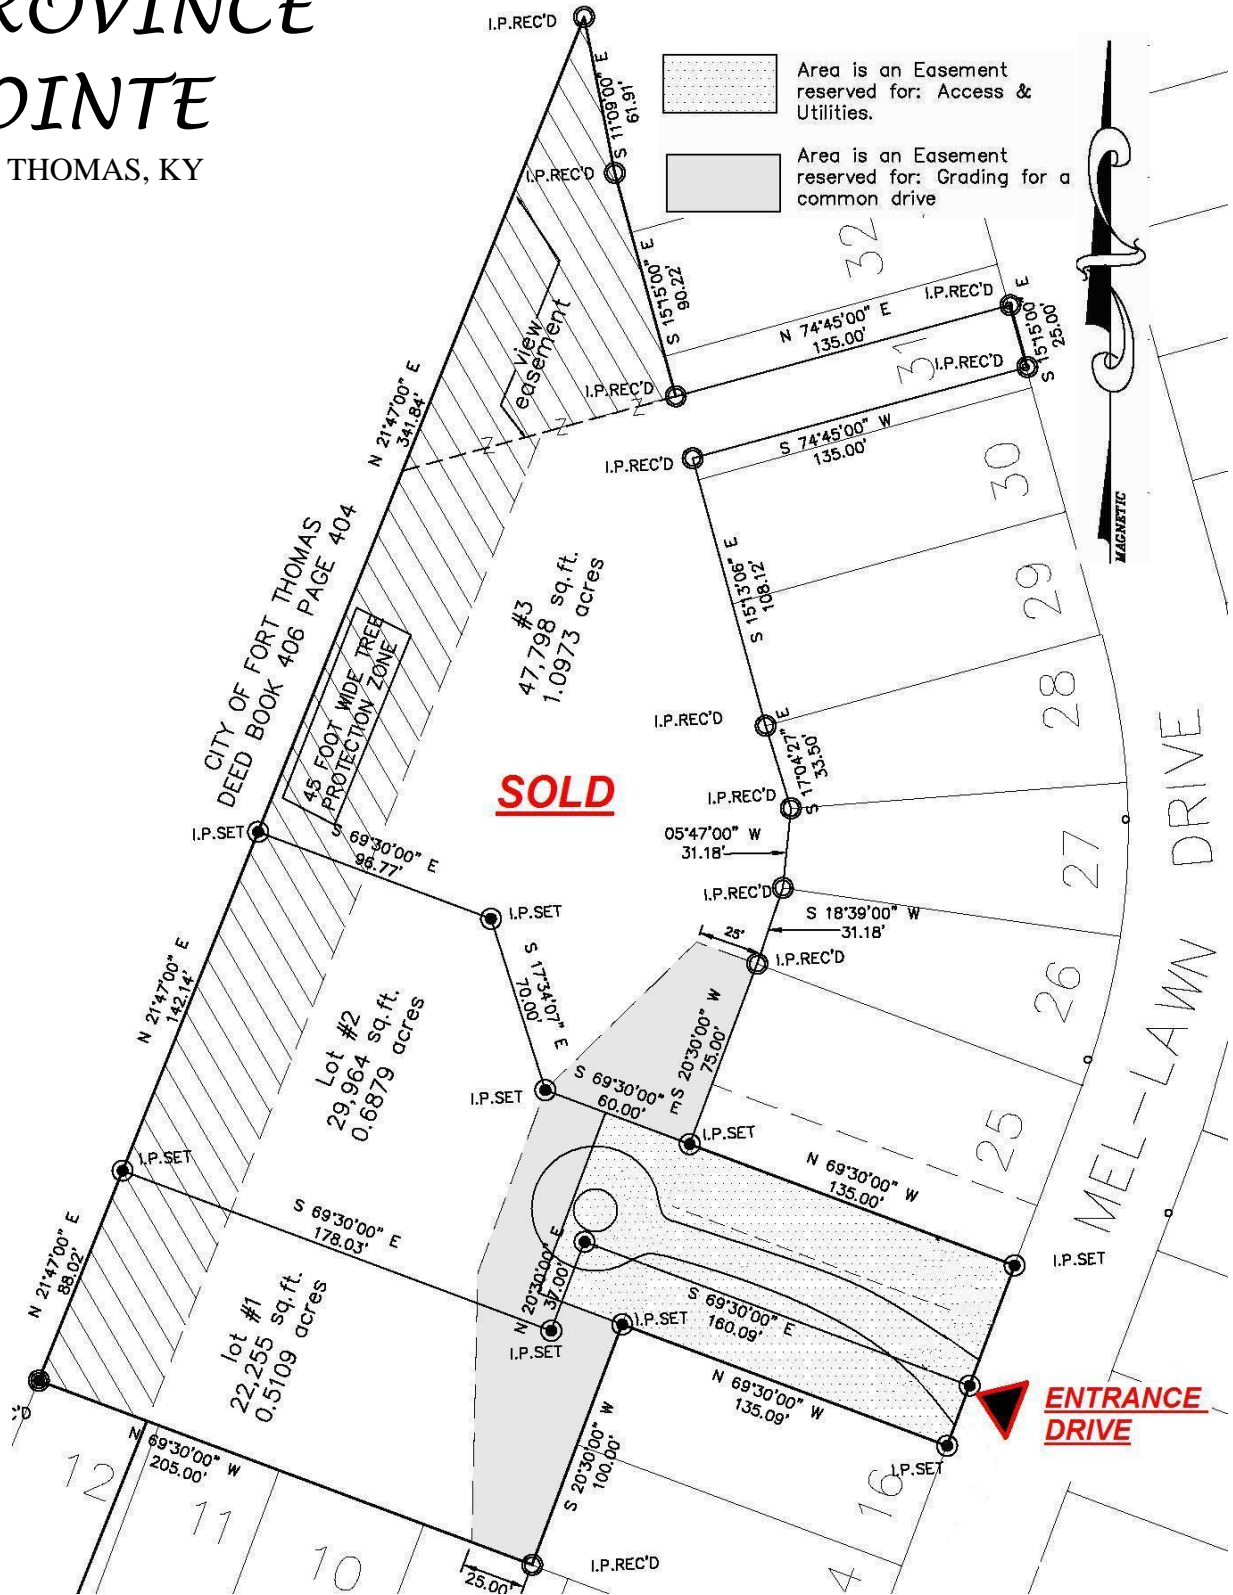 ROVINCE
OINTE
THOMAS, KY
I.P.REC'D
S 11°09'00" E
61.91'
Area is an Easement
reserved for: Access &
Utilities.
I.P.REC'D
Area is an Easement
reserved for: Grading for a
common drive
view
easement
S 15°15'00" E
90.22'
32
I.P.REC'D
N 74°45'00" E
135.00'
S 15°15'00" E
25.00'
31
I.P.REC'D
I.P.REC'D
N 21°47'00" E
341.84'
Z Z Z
S 74°45'00" W
135.00'
I.P.REC'D
30
MAGNETIC
CITY OF FORT THOMAS
DEED BOOK 406 PAGE 404
45 FOOT WIDE TREE
PROTECTION ZONE
#3
47,798 sq.ft.
1.0973 acres
S 15°13'06" E
108.12'
29
28
I.P.REC'D
S 17°04'27" E
33.50'
SOLD
I.P.REC'D
05°47'00" W
31.18'
27
MEL-LAWN DRIVE
I.P.SET
S 69°30'00" E
96.77'
I.P.REC'D
I.P.SET
S 18°39'00" W
31.18'
25'
I.P.REC'D
26
N 21°47'00" E
142.14'
S 17°34'07" E
70.00'
Lot #2
29,964 sq.ft.
0.6879 acres
S 20°30'00" W
75.00'
I.P.SET
S 69°30'00" E
60.00'
I.P.SET
25
I.P.SET
N 69°30'00" W
135.00'
I.P.SET
S 69°30'00" E
178.03'
N 21°47'00" E
88.02'
N 20°30'00" E
37.00'
S 69°30'00" E
160.09'
I.P.SET
I.P.SET
lot #1
22,255 sq.ft.
0.5109 acres
N 69°30'00" W
135.09'
ENTRANCE
DRIVE
'D
N 69°30'00" W
205.00'
S 20°30'00" W
100.00'
I.P.SET
12
11
10
16
4
I.P.REC'D
25.00'